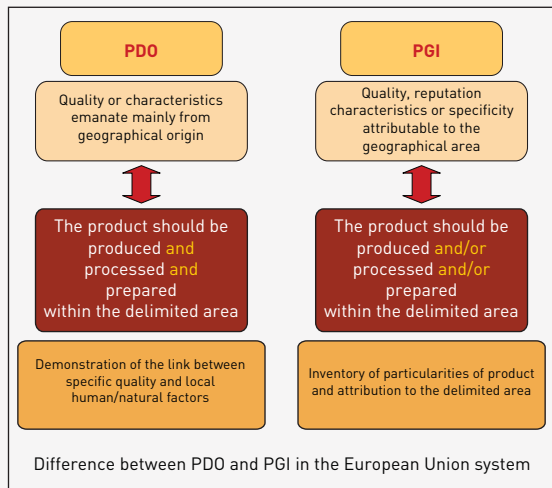 PDO
Quality or characteristics
emanate mainly from
geographical origin
The product should be
produced and
processed and
prepared
within the delimited area
Demonstration of the link between
specific quality and local
human/natural factors
PGI
Quality, reputation
characteristics or specificity
attributable to the
geographical area
The product should be
produced and/or
processed and/or
prepared
within the delimited area
Inventory of particularities of product
and attribution to the delimited area
Difference between PDO and PGI in the European Union system